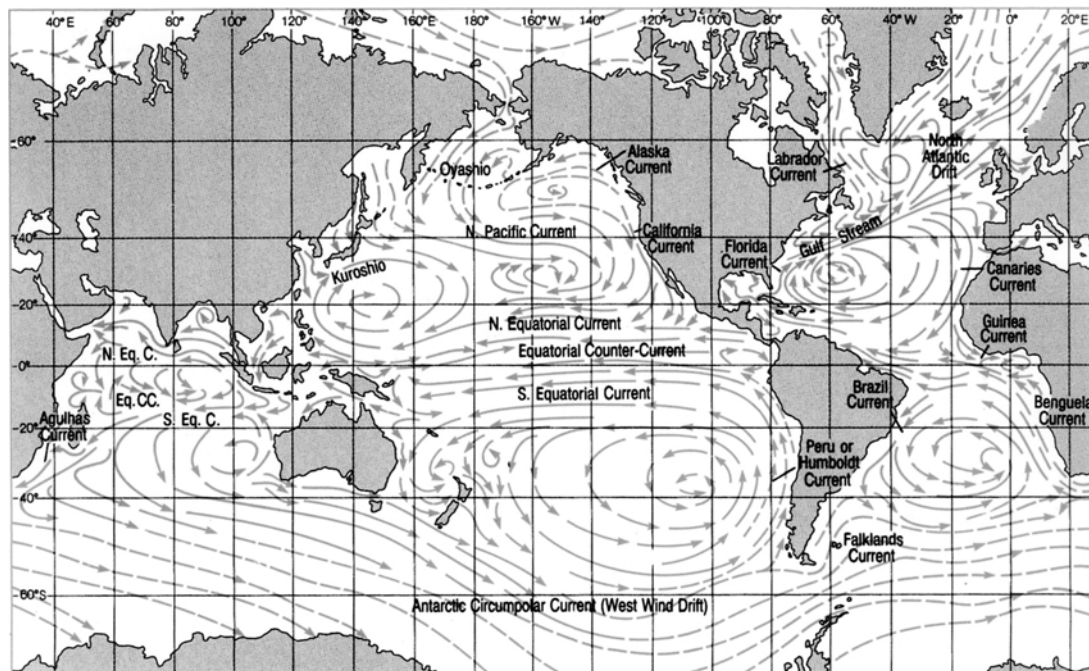 40°E
60°
80°
100°
120°
140°
160°
180°
160°W
140°
120°
100°
80°
60°
40° W
20°
0°
20°E
60°
40°
20°
0°
20°
40°
60°S
Oyashio
Alaska
Current
Labrador
Current
North
Atlantic
Drift
N. Pacific Current
California
Current
Kuroshio
Florida
Current
Gulf Stream
Canaries
Current
N. Equatorial Current
Guinea
Current
N. Eq. C.
Equatorial Counter-Current
Eq.CC.
S. Equatorial Current
Brazil
Current
Benguela
Current
Agulhas
Current
S. Eq. C.
Peru or
Humboldt
Current
Falklands
Current
Antarctic Circumpolar Current (West Wind Drift)